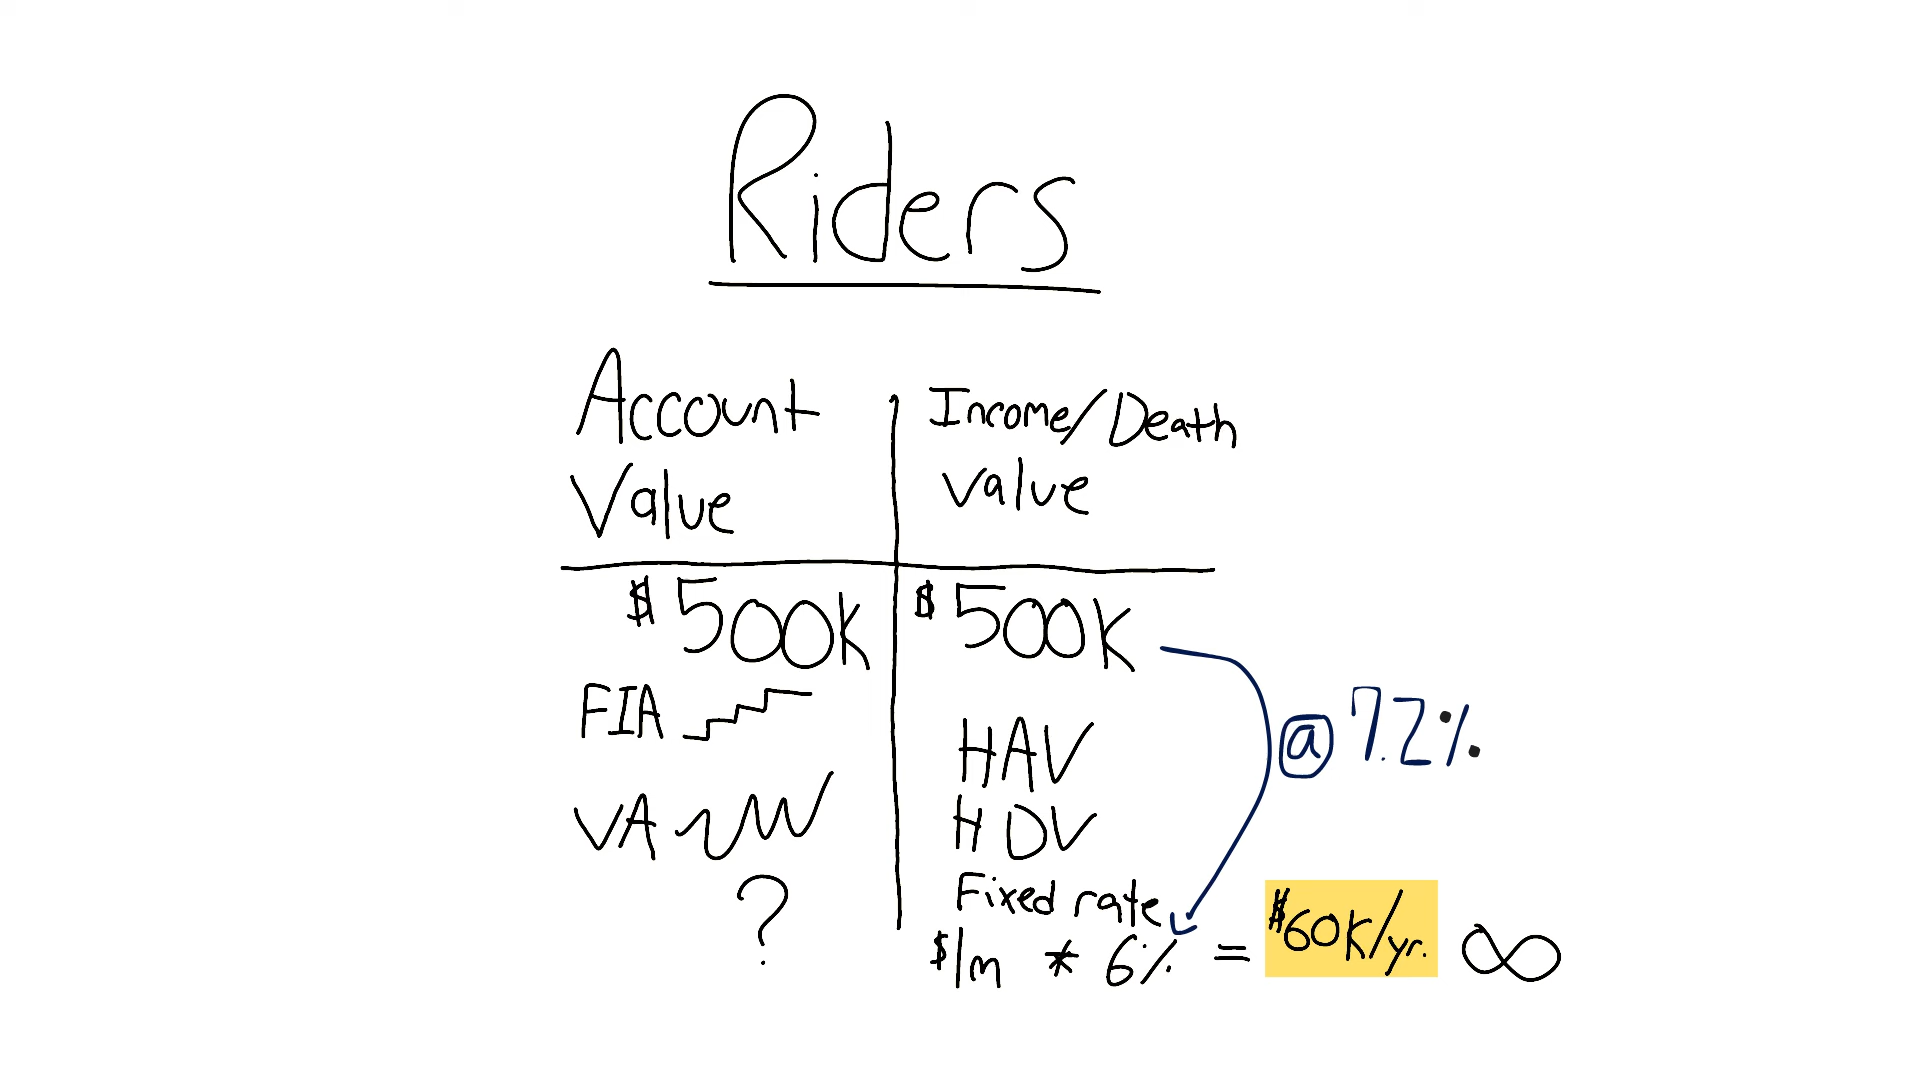 Riders
Account
Value
Income/Death
Value
$500K
$500K
FIA
HAV
@ 7.2%
VA
HDV
?
Fixed rate
$1m * 6% = $60K/yr. ∞